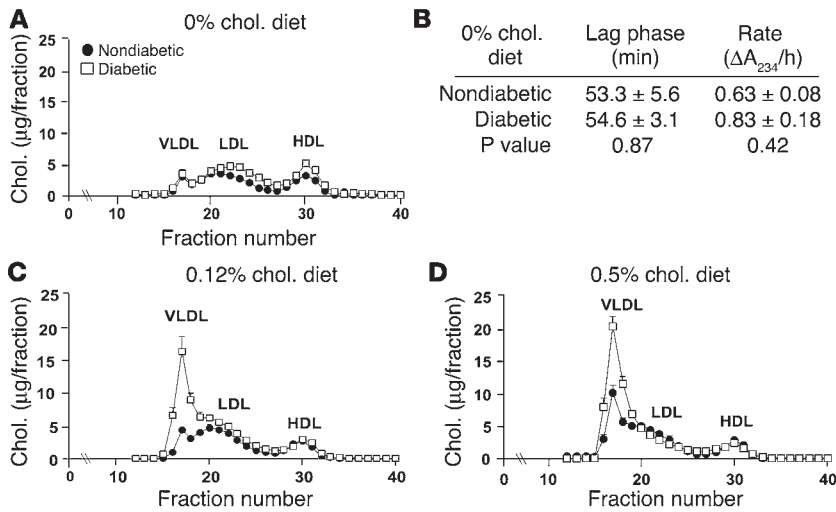 A
0% chol. diet
Chol. (μg/fraction)
25
20
15
10
5
0
● Nondiabetic
□ Diabetic
VLDL
LDL
HDL
0 10 20 30 40
Fraction number
B
0% chol. diet Lag phase (min) Rate (ΔA234/h)
Nondiabetic 53.3 ± 5.6 0.63 ± 0.08
Diabetic 54.6 ± 3.1 0.83 ± 0.18
P value 0.87 0.42
C
0.12% chol. diet
Chol. (μg/fraction)
25
20
15
10
5
0
VLDL
LDL
HDL
0 10 20 30 40
Fraction number
D
0.5% chol. diet
Chol. (μg/fraction)
25
20
15
10
5
0
VLDL
LDL
HDL
0 10 20 30 40
Fraction number